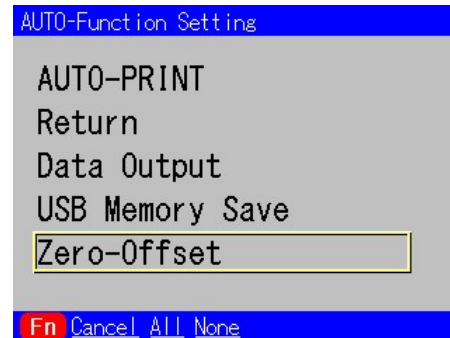 AUTO-Function Setting
AUTO-PRINT
Return
Data Output
USB Memory Save
Zero-Offset
Fn Cancel All None